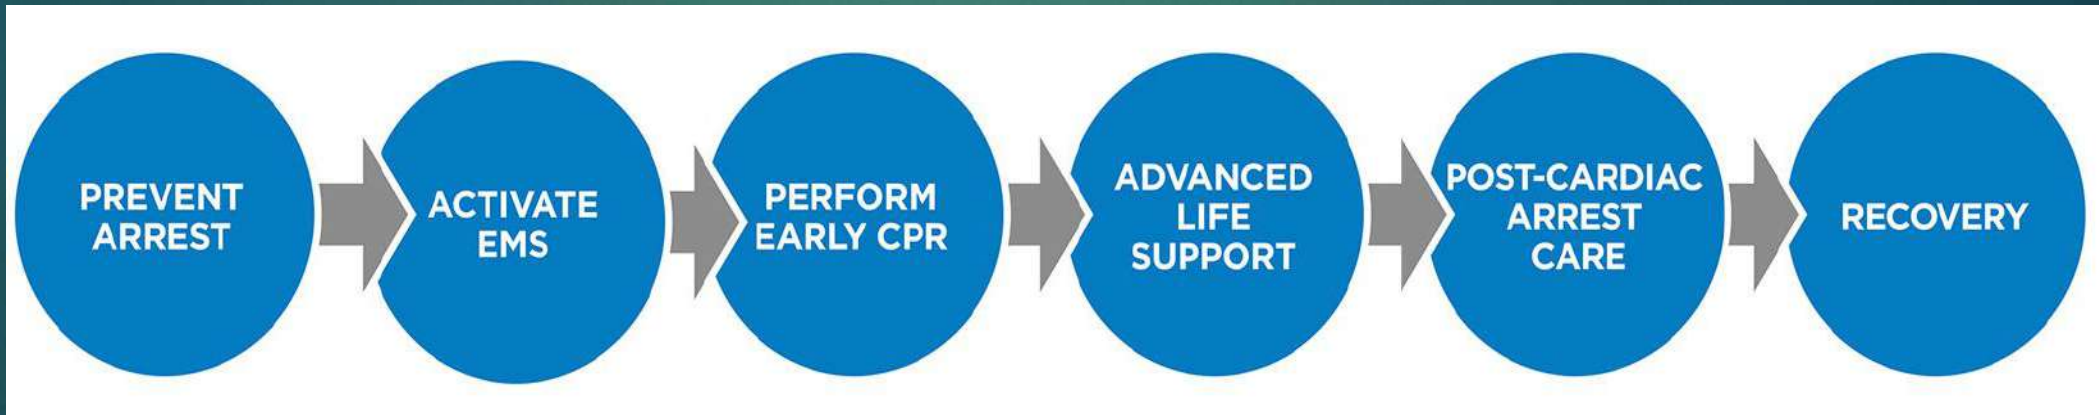 PREVENT
ARREST
ACTIVATE
EMS
PERFORM
EARLY CPR
ADVANCED
LIFE
SUPPORT
POST-CARDIAC
ARREST
CARE
RECOVERY